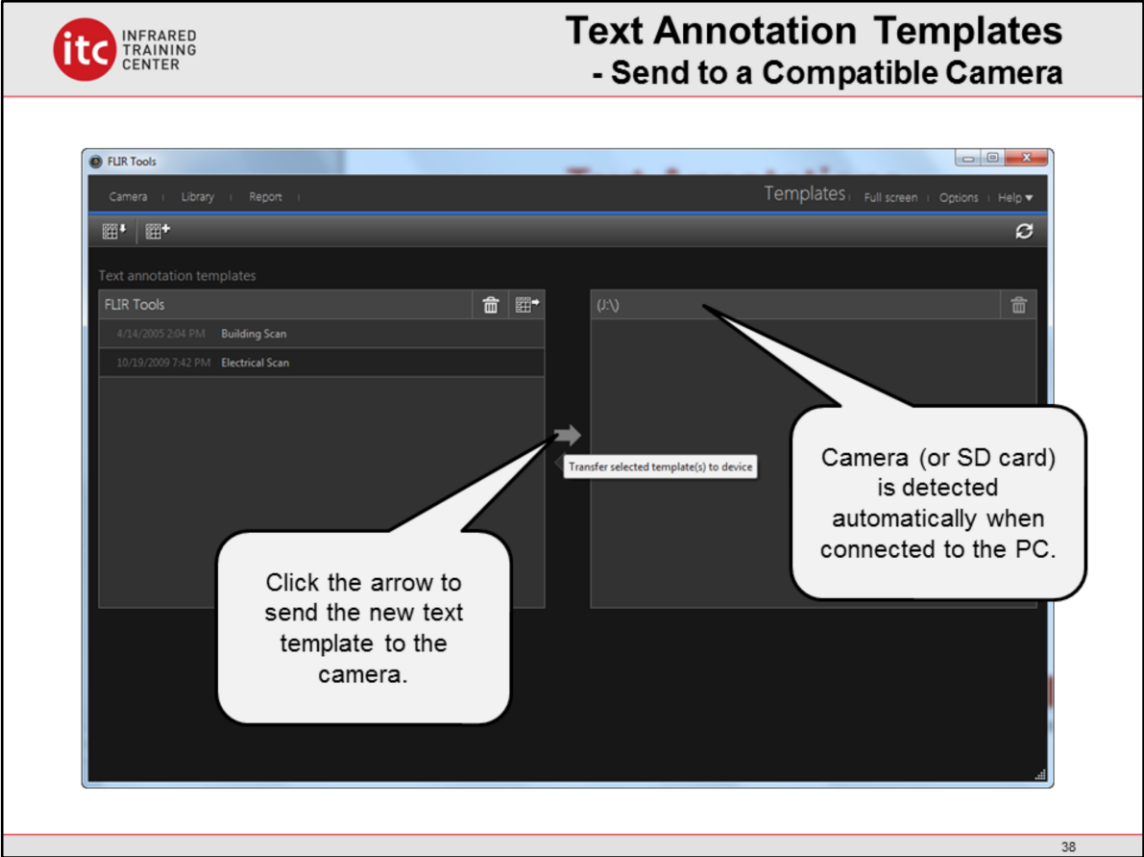 itc INFRARED
TRAINING
CENTER
Text Annotation Templates
- Send to a Compatible Camera
FLIR Tools
Camera Library Report Templates Full screen Options Help
Text annotation templates
FLIR Tools
(J:\)
4/14/2005 2:04 PM Building Scan
10/19/2009 7:42 PM Electrical Scan
Transfer selected template(s) to device
Camera (or SD card)
is detected
automatically when
connected to the PC.
Click the arrow to
send the new text
template to the
camera.
38